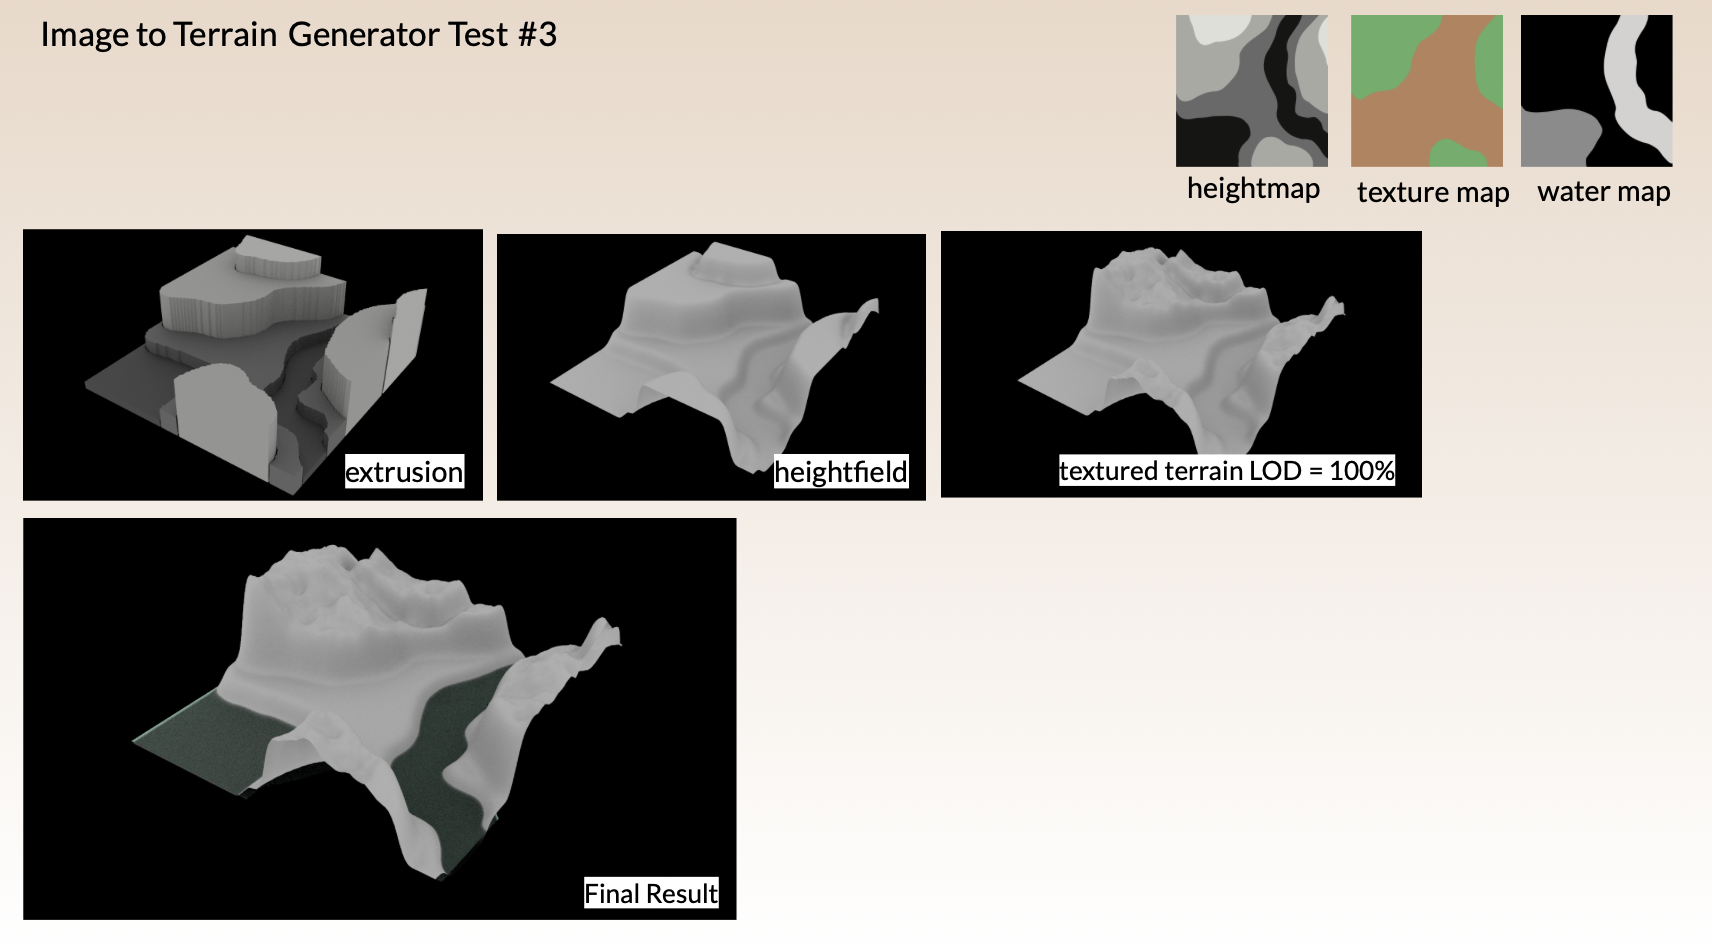 Image to Terrain Generator Test #3
heightmap
texture map
water map
extrusion
heightfield
textured terrain LOD = 100%
Final Result